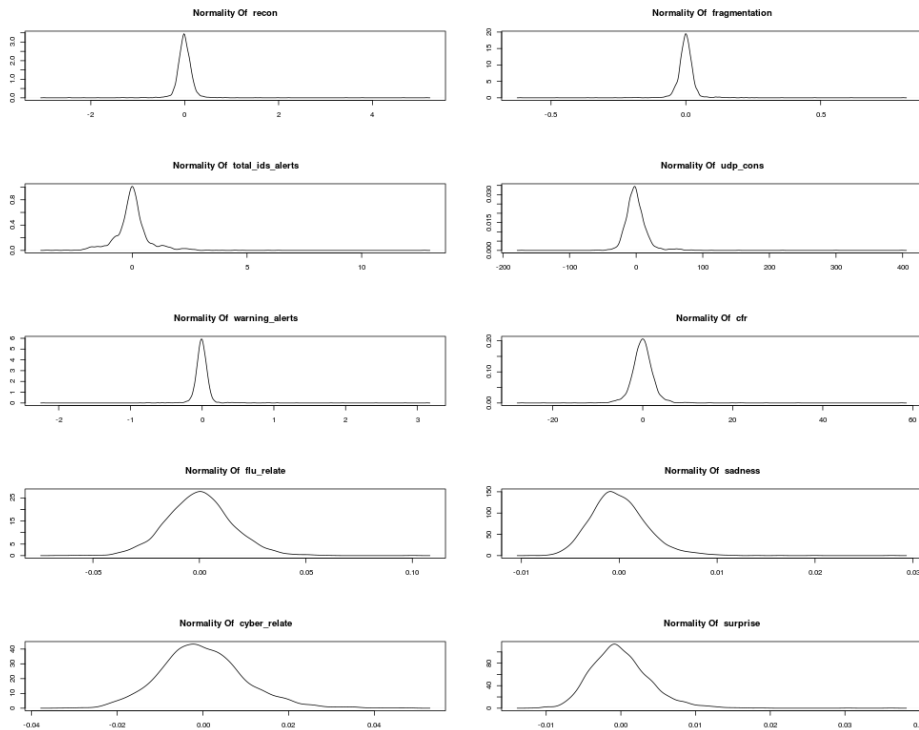 Normality Of recon
0.0 1.0 2.0 3.0
-2 0 2 4
Normality Of fragmentation
0 5 10 15 20
-0.5 0.0 0.5
Normality Of total_ids_alerts
0.0 0.4 0.8
0 5 10
Normality Of udp_cons
0.000 0.015 0.030
-200 -100 0 100 200 300 400
Normality Of warning_alerts
0 1 2 3 4 5 6
-2 -1 0 1 2 3
Normality Of cfr
0.00 0.10 0.20
-20 0 20 40 60
Normality Of flu_relate
0 5 15 25
-0.05 0.00 0.05 0.10
Normality Of sadness
0 50 100 150
-0.01 0.00 0.01 0.02 0.03
Normality Of cyber_relate
0 10 20 30 40
-0.04 -0.02 0.00 0.02 0.04
Normality Of surprise
0 40 80
-0.01 0.00 0.01 0.02 0.03